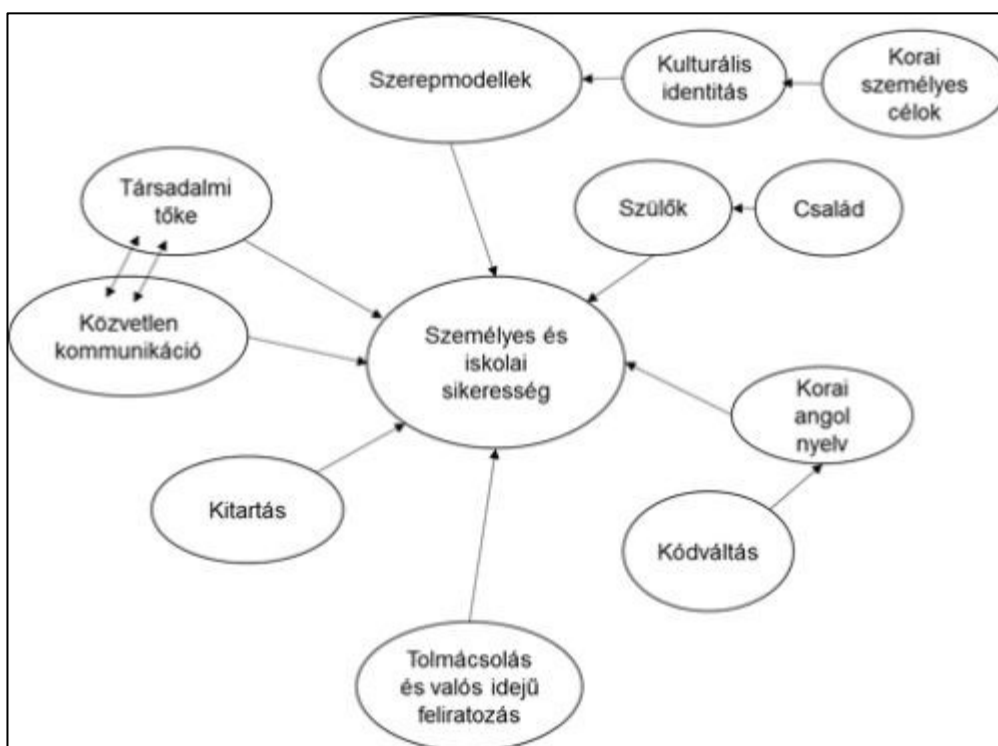 Szerepmodellek
Kulturális
identitás
Korai
személyes
célok
Társadalmi
tőke
Szülők
Család
Közvetlen
kommunikáció
Személyes és
iskolai
sikeresség
Korai
angol
nyelv
Kitartás
Kódváltás
Tolmácsolás
és valós idejű
feliratozás